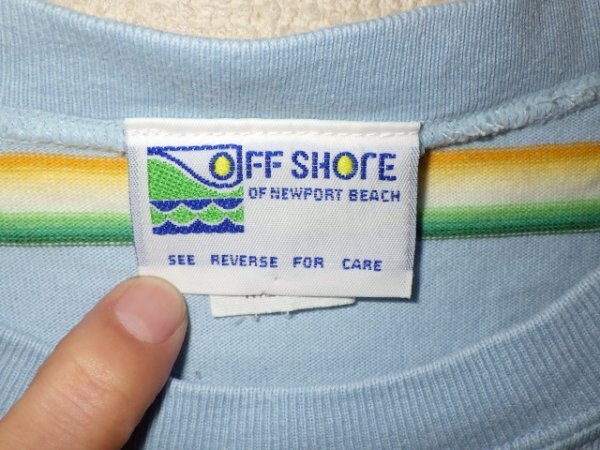 OFF SHORE
OF NEWPORT BEACH
SEE REVERSE FOR CARE